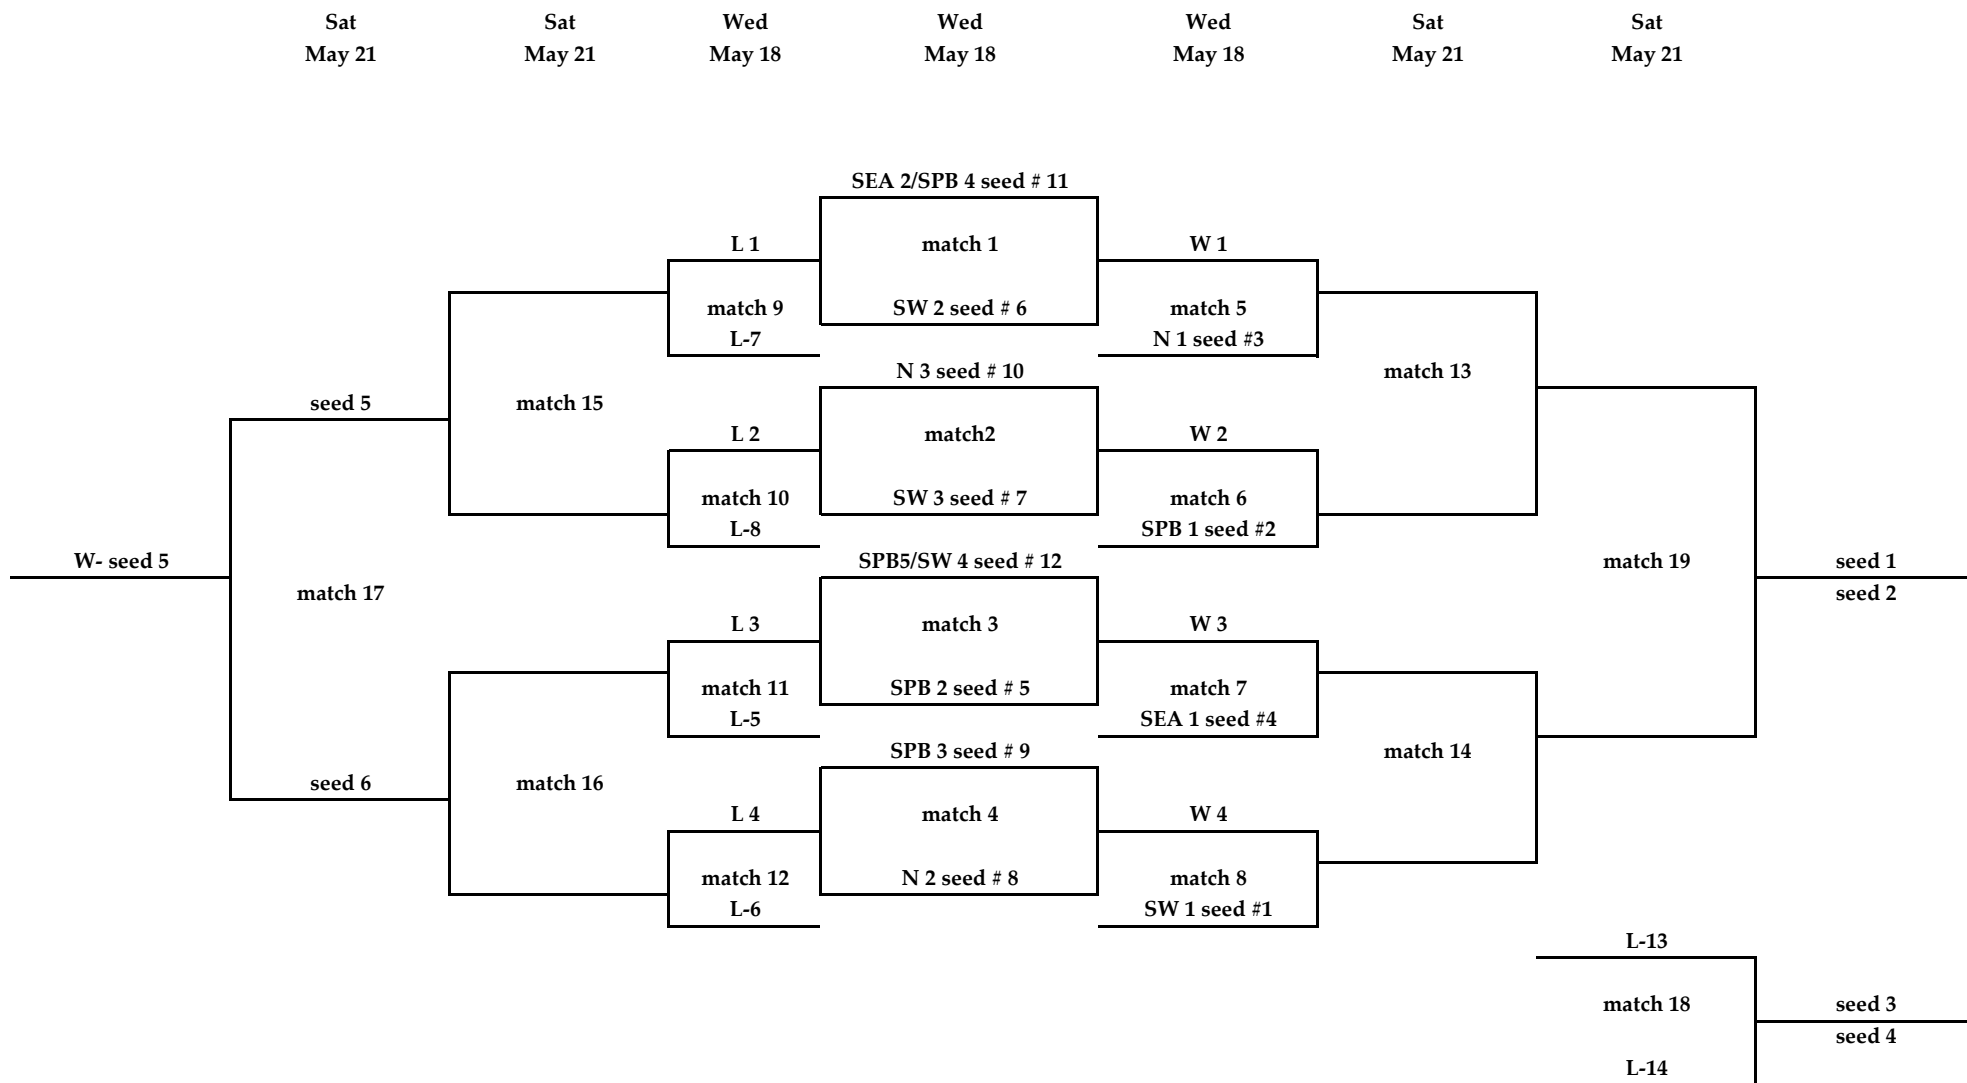 Sat Sat Wed Wed Wed Sat Sat
May 21 May 21 May 18 May 18 May 18 May 21 May 21
SEA 2/SPB 4 seed # 11
L 1 match 1 W 1
match 9 SW 2 seed # 6 match 5
L-7 N 1 seed #3
N 3 seed # 10 match 13
seed 5 match 15
L 2 match2 W 2
match 10 SW 3 seed # 7 match 6
L-8 SPB 1 seed #2
W- seed 5 SPB5/SW 4 seed # 12 match 19 seed 1
match 17 seed 2
L 3 match 3 W 3
match 11 SPB 2 seed # 5 match 7
L-5 SEA 1 seed #4
SPB 3 seed # 9 match 14
seed 6 match 16
L 4 match 4 W 4
match 12 N 2 seed # 8 match 8
L-6 SW 1 seed #1
L-13
match 18 seed 3
seed 4
L-14